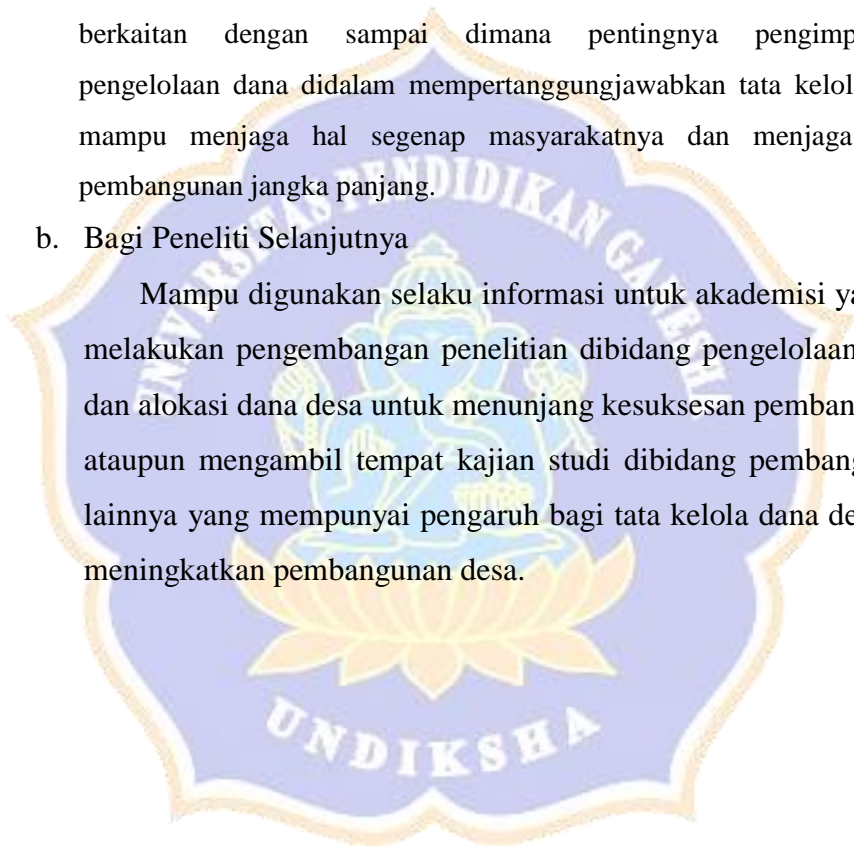 berkaitan dengan sampai dimana pentingnya
pengelolaan dana didalam mempertanggungjawabkan tata
mampu menjaga hal segenap masyarakatnya dan menjaga
pembangunan jangka panjang.
b. Bagi Peneliti Selanjutnya
Mampu digunakan selaku informasi untuk akademisi
melakukan pengembangan penelitian dibidang pengelolaan
dan alokasi dana desa untuk menunjang kesuksesan
ataupun mengambil tempat kajian studi dibidang
lainnya yang mempunyai pengaruh bagi tata kelola dana
meningkatkan pembangunan desa.
UNIVERSITAS PENDIDIKAN GANESHA
UNDIKSHA